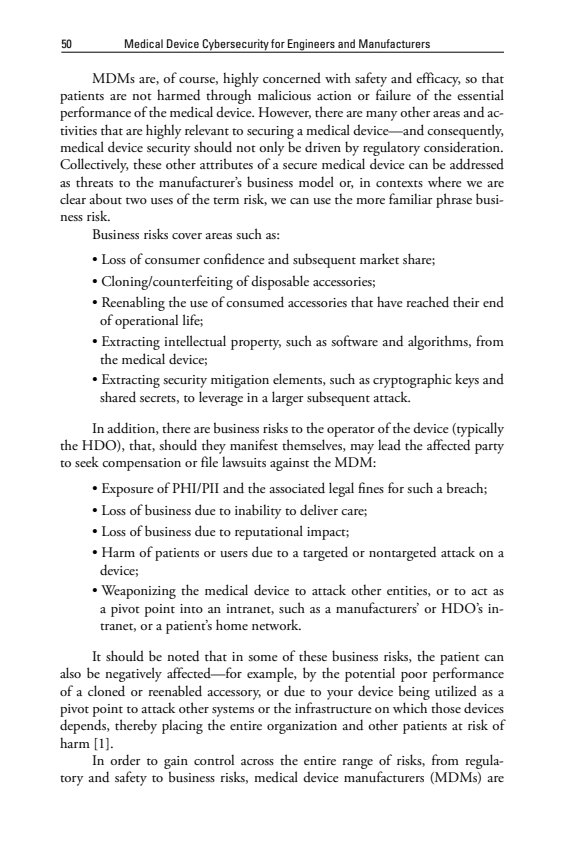 50 Medical Device Cybersecurity for Engineers and Manufacturers
MDMs are, of course, highly concerned with safety and efficacy, so that
patients are not harmed through malicious action or failure of the essential
performance of the medical device. However, there are many other areas and ac-
tivities that are highly relevant to securing a medical device—and consequently,
medical device security should not only be driven by regulatory consideration.
Collectively, these other attributes of a secure medical device can be addressed
as threats to the manufacturer's business model or, in contexts where we are
clear about two uses of the term risk, we can use the more familiar phrase busi-
ness risk.
Business risks cover areas such as:
• Loss of consumer confidence and subsequent market share;
• Cloning/counterfeiting of disposable accessories;
• Reenabling the use of consumed accessories that have reached their end
of operational life;
• Extracting intellectual property, such as software and algorithms, from
the medical device;
• Extracting security mitigation elements, such as cryptographic keys and
shared secrets, to leverage in a larger subsequent attack.
In addition, there are business risks to the operator of the device (typically
the HDO), that, should they manifest themselves, may lead the affected party
to seek compensation or file lawsuits against the MDM:
• Exposure of PHI/PII and the associated legal fines for such a breach;
• Loss of business due to inability to deliver care;
• Loss of business due to reputational impact;
• Harm of patients or users due to a targeted or nontargeted attack on a
device;
• Weaponizing the medical device to attack other entities, or to act as
a pivot point into an intranet, such as a manufacturers' or HDO's in-
tranet, or a patient's home network.
It should be noted that in some of these business risks, the patient can
also be negatively affected—for example, by the potential poor performance
of a cloned or reenabled accessory, or due to your device being utilized as a
pivot point to attack other systems or the infrastructure on which those devices
depends, thereby placing the entire organization and other patients at risk of
harm [1].
In order to gain control across the entire range of risks, from regula-
tory and safety to business risks, medical device manufacturers (MDMs) are